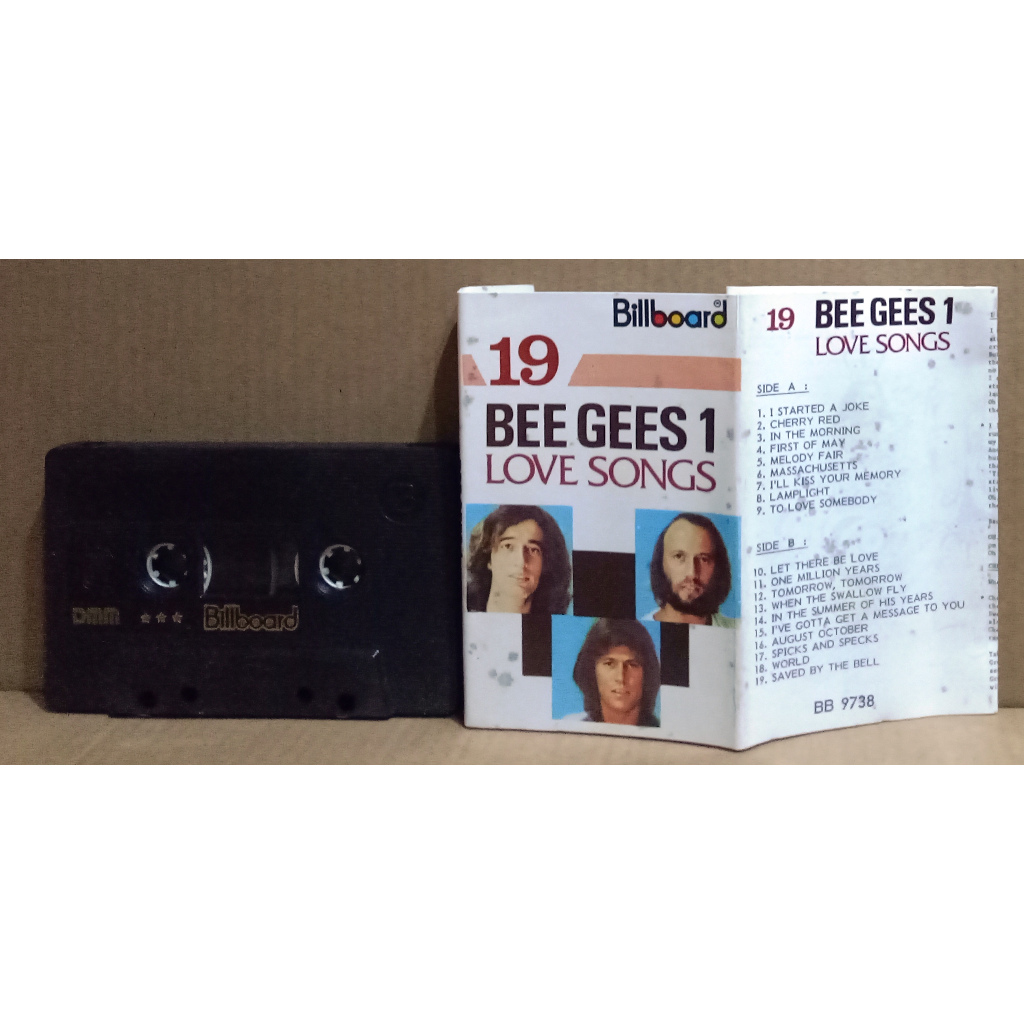 DMM
Billboard
Billboard
19
BEE GEES 1
LOVE SONGS
19 BEE GEES 1
LOVE SONGS
SIDE A :
1. I STARTED A JOKE
2. CHERRY RED
3. IN THE MORNING
4. FIRST OF MAY
5. MELODY FAIR
6. MASSACHUSETTS
7. I'LL KISS YOUR MEMORY
8. LAMPLIGHT
9. TO LOVE SOMEBODY
SIDE B :
10. LET THERE BE LOVE
11. ONE MILLION YEARS
12. TOMORROW, TOMORROW
13. WHEN THE SWALLOW FLY
14. IN THE SUMMER OF HIS YEARS
15. I'VE GOTTA GET A MESSAGE TO YOU
16. AUGUST OCTOBER
17. SPICKS AND SPECKS
18. WORLD
19. SAVED BY THE BELL
BB 9738